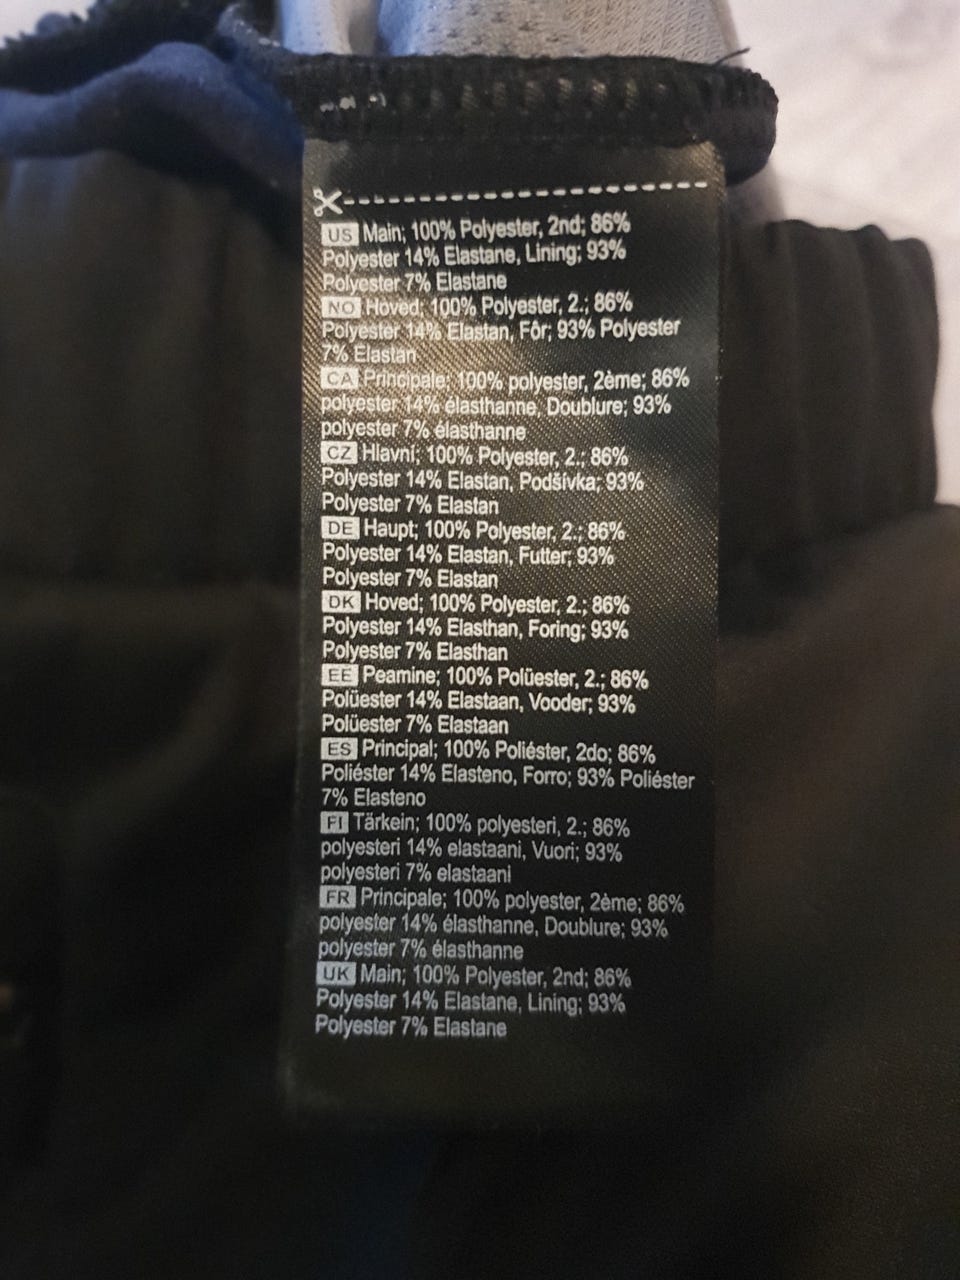 US Main; 100% Polyester, 2nd; 86%
Polyester 14% Elastane, Lining; 93%
Polyester 7% Elastane
NO Hoved; 100% Polyester, 2.; 86%
Polyester 14% Elastan, Fôr; 93% Polyester
7% Elastan
CA Principale; 100% polyester, 2ème; 86%
polyester 14% élasthanne, Doublure; 93%
polyester 7% élasthanne
CZ Hlavní; 100% Polyester, 2.; 86%
Polyester 14% Elastan, Podšívka; 93%
Polyester 7% Elastan
DE Haupt; 100% Polyester, 2.; 86%
Polyester 14% Elastan, Futter; 93%
Polyester 7% Elastan
DK Hoved; 100% Polyester, 2.; 86%
Polyester 14% Elasthan, Foring; 93%
Polyester 7% Elasthan
EE Peamine; 100% Polüester, 2.; 86%
Polüester 14% Elastaan, Vooder; 93%
Polüester 7% Elastaan
ES Principal; 100% Poliéster, 2do; 86%
Poliéster 14% Elasteno, Forro; 93% Poliéster
7% Elasteno
FI Tärkein; 100% polyesteri, 2.; 86%
polyesteri 14% elastaani, Vuori; 93%
polyesteri 7% elastaani
FR Principale; 100% polyester, 2ème; 86%
polyester 14% élasthanne, Doublure; 93%
polyester 7% élasthanne
UK Main; 100% Polyester, 2nd; 86%
Polyester 14% Elastane, Lining; 93%
Polyester 7% Elastane